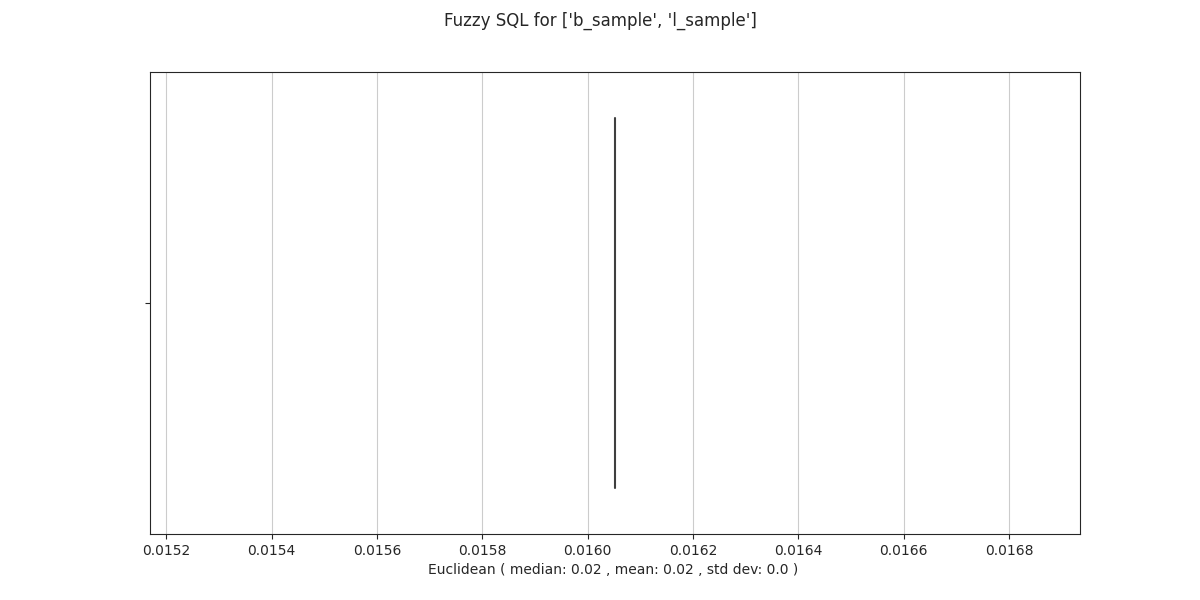 Fuzzy SQL for ['b_sample', 'l_sample']
0.0152 0.0154 0.0156 0.0158 0.0160 0.0162 0.0164 0.0166 0.0168
Euclidean ( median: 0.02 , mean: 0.02 , std dev: 0.0 )